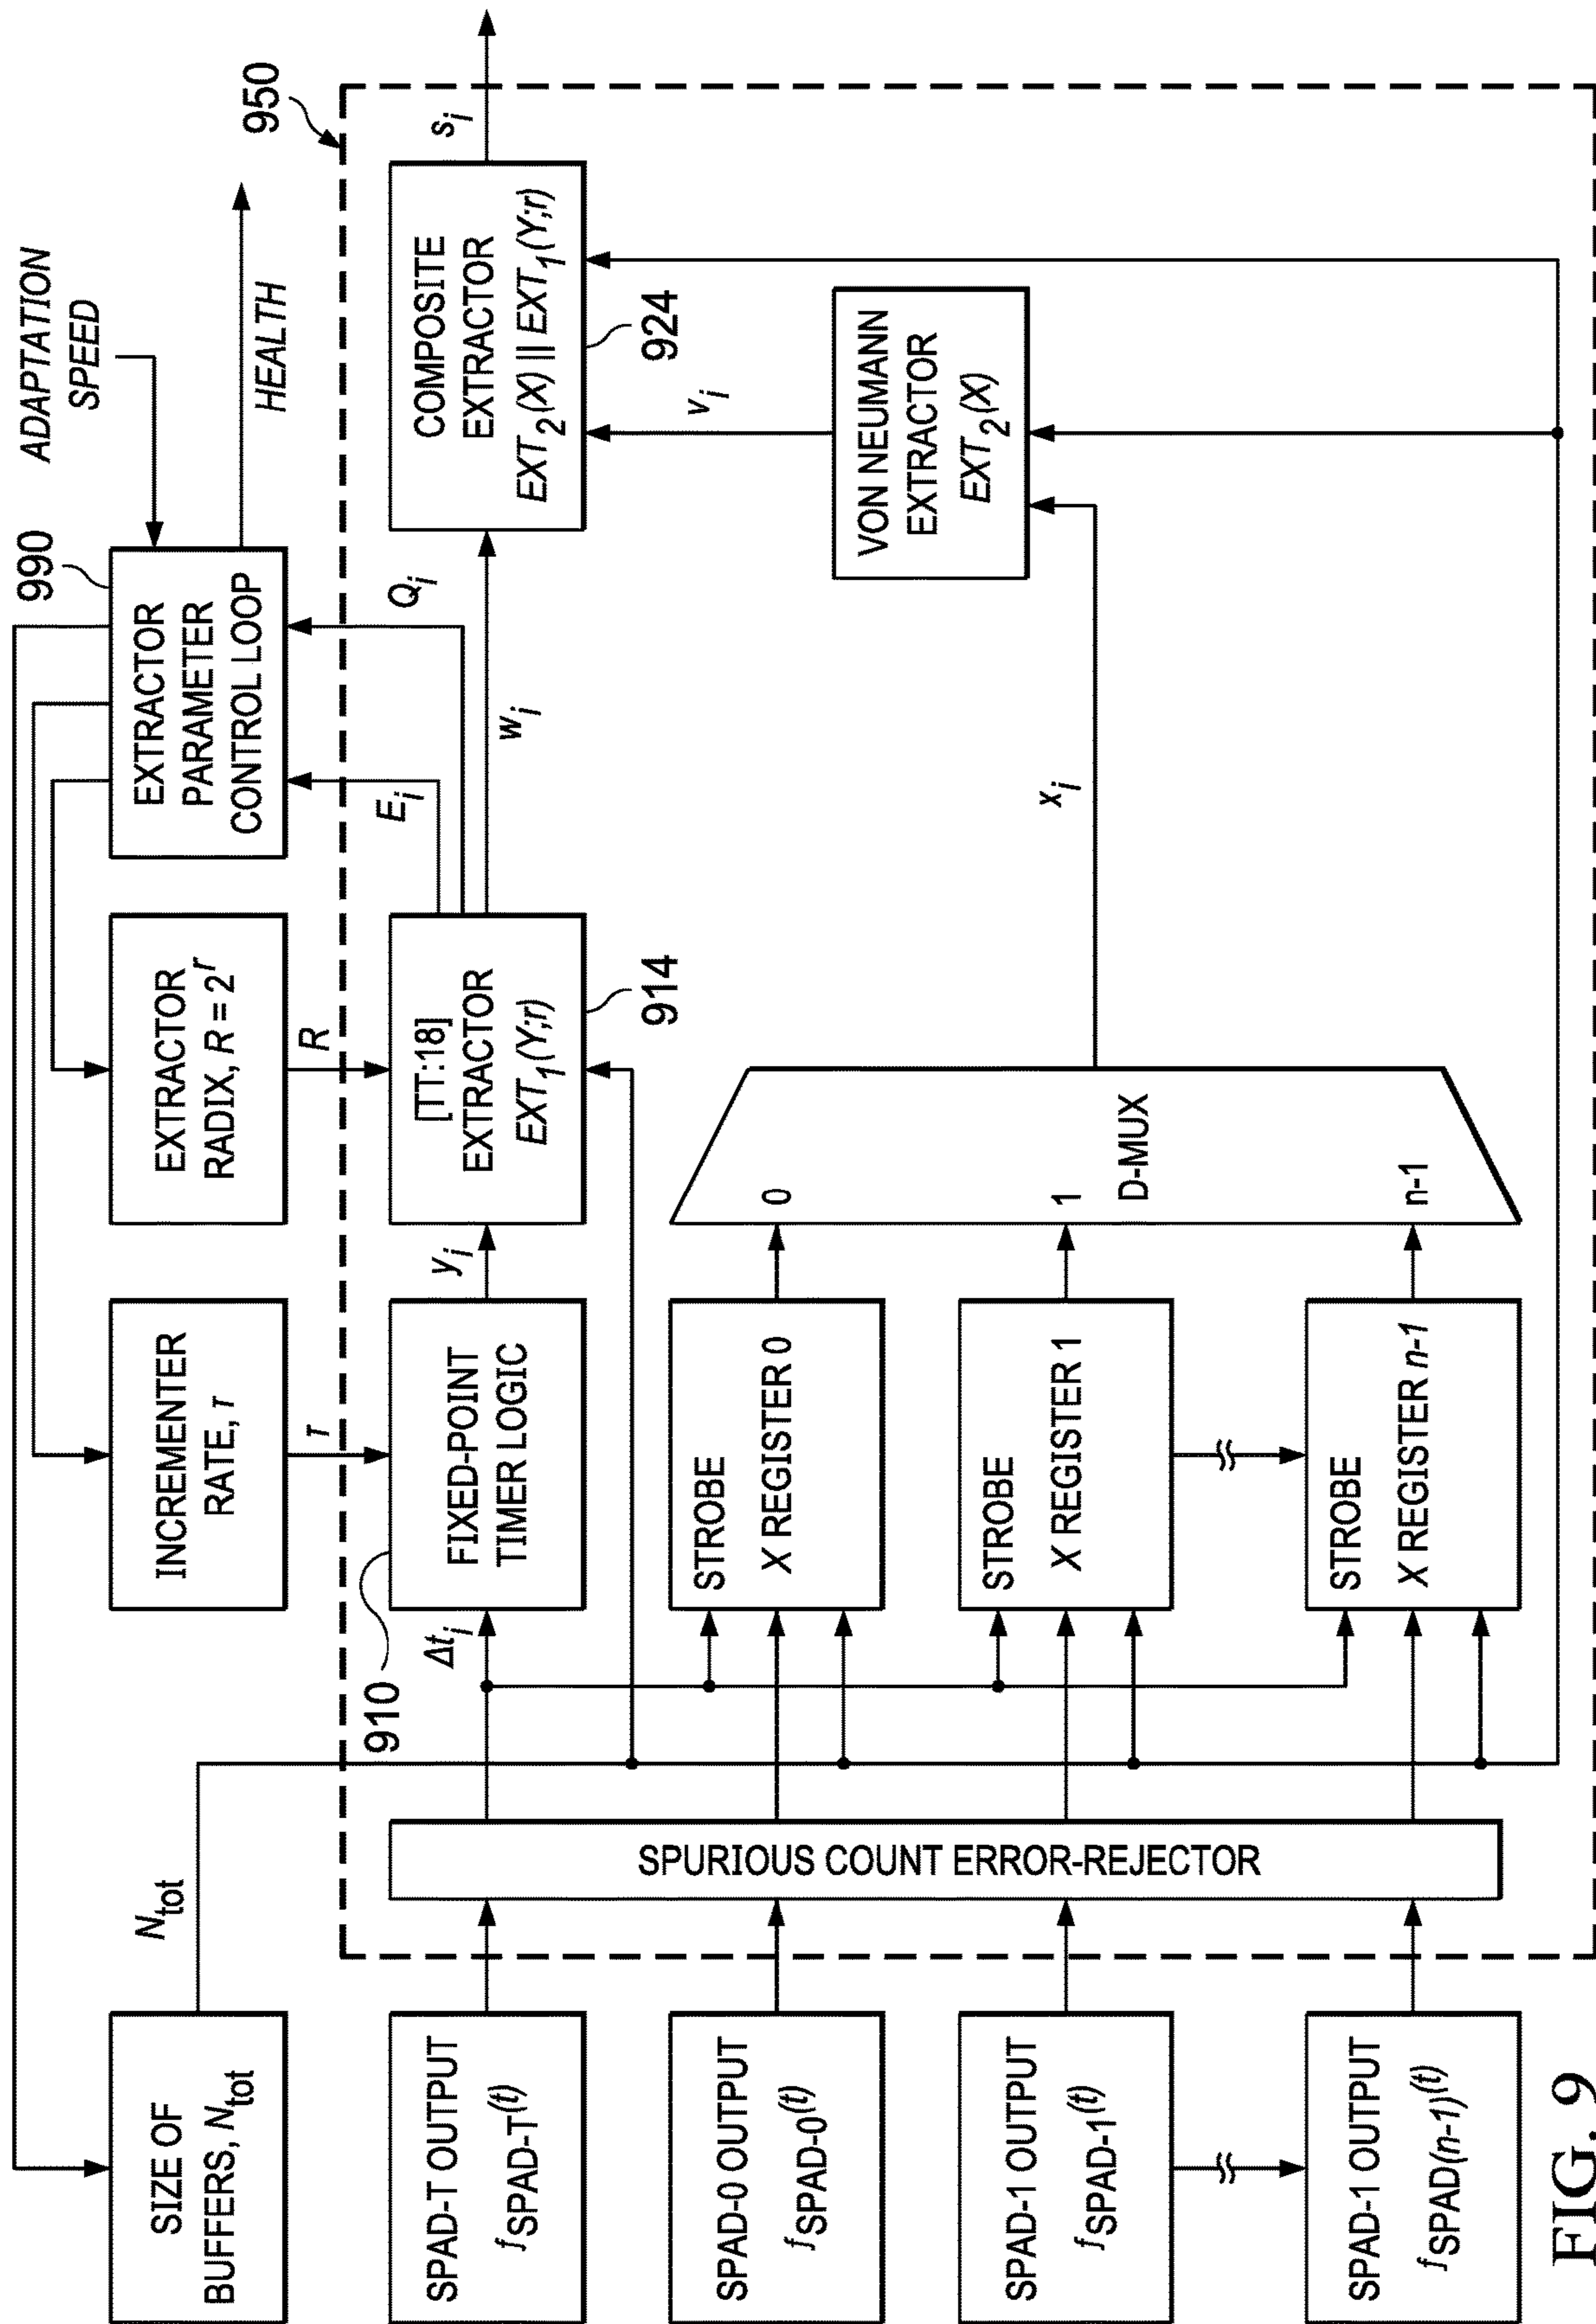 ADAPTATION
SPEED
990
EXTRACTOR
PARAMETER
CONTROL LOOP
HEALTH
950
SIZE OF
BUFFERS, N_tot
N_tot
INCREMENTER
RATE, τ
τ
EXTRACTOR
RADIX, R = 2^r
R
E_i
Q_i
SPAD-T OUTPUT
f_SPAD-T^(t)
SPAD-0 OUTPUT
f_SPAD-0^(t)
SPAD-1 OUTPUT
f_SPAD-1^(t)
SPAD-1 OUTPUT
f_SPAD(n-1)^(t)
SPURIOUS COUNT ERROR-REJECTOR
910
Δt_i
FIXED-POINT
TIMER LOGIC
y_i
[TT:18]
EXTRACTOR
EXT_1(Y;r)
914
w_i
COMPOSITE
EXTRACTOR
EXT_2(X) || EXT_1(Y;r)
924
s_i
STROBE
X REGISTER 0
STROBE
X REGISTER 1
STROBE
X REGISTER n-1
0
1
n-1
D-MUX
x_i
VON NEUMANN
EXTRACTOR
EXT_2(X)
v_i
FIG. 9